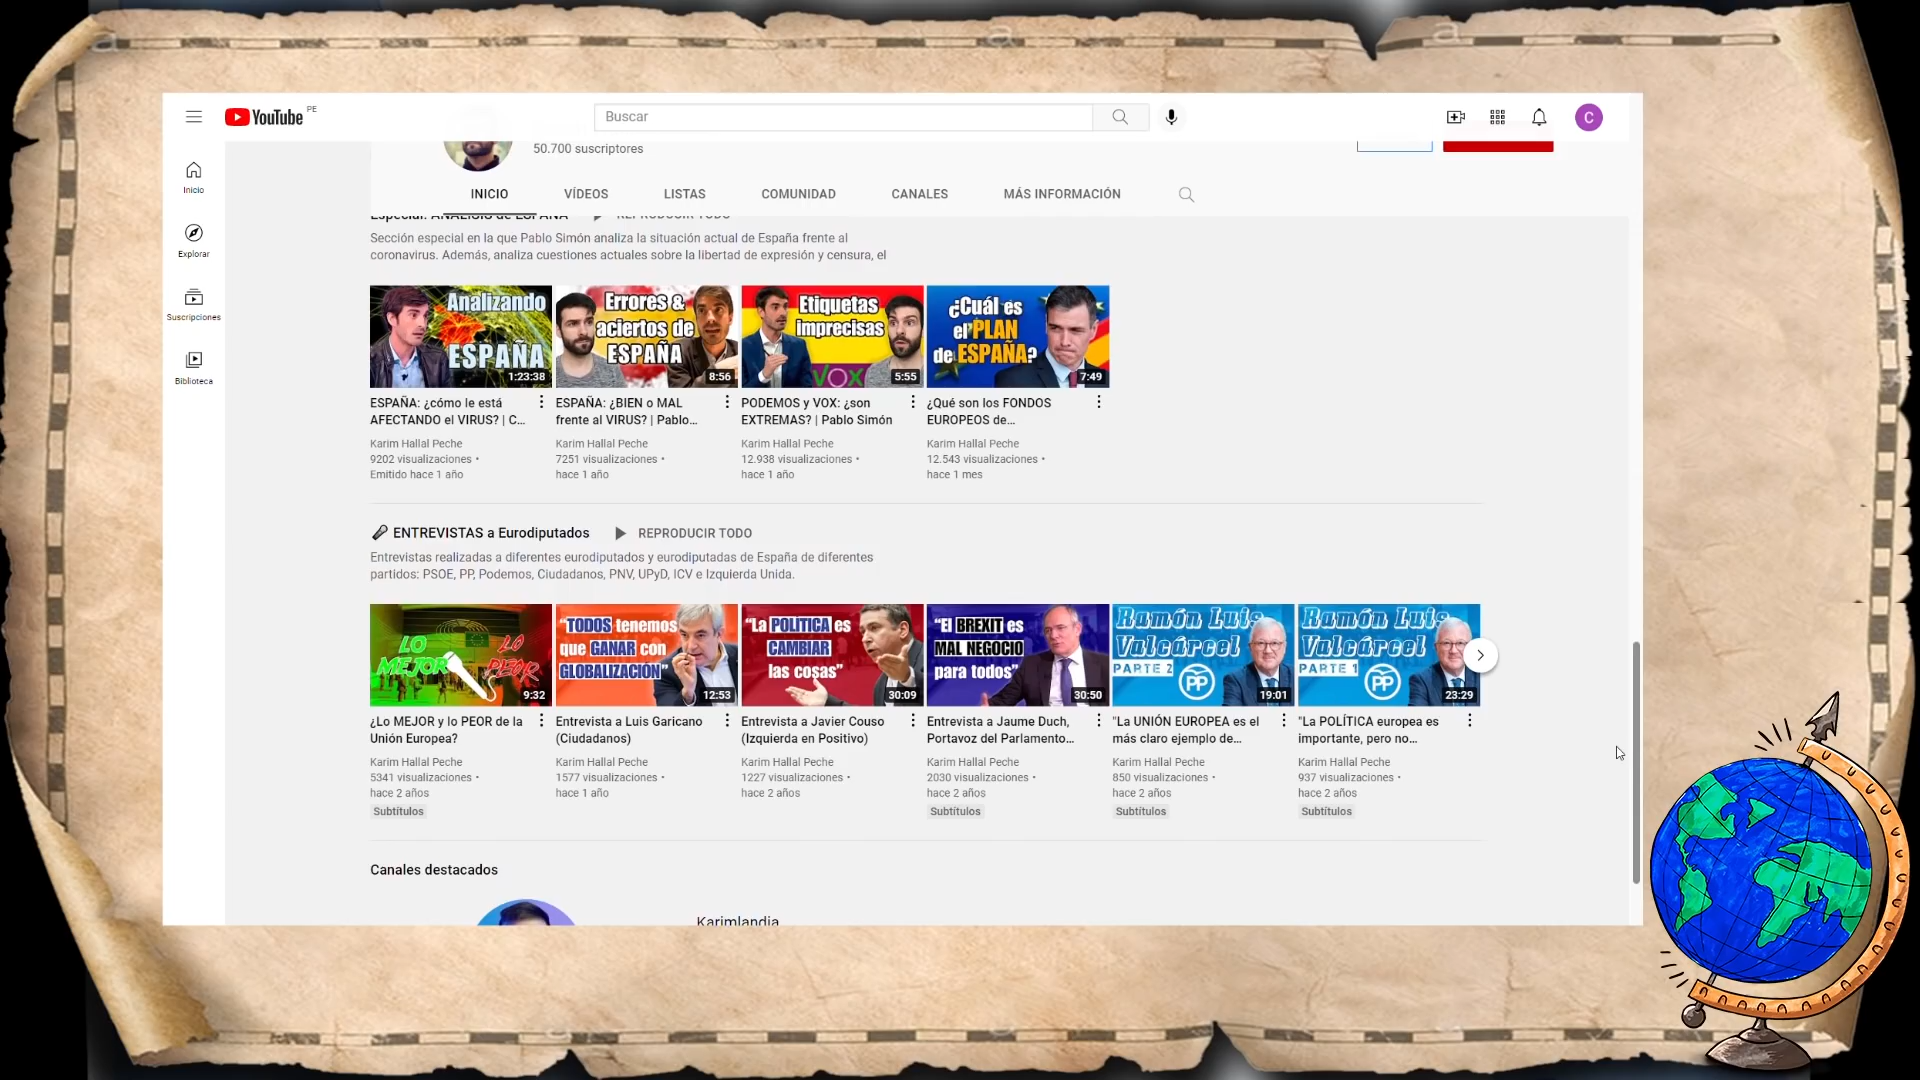 YouTube PE
Buscar
C
50.700 suscriptores
Inicio
Explorar
Suscripciones
Biblioteca
INICIO VÍDEOS LISTAS COMUNIDAD CANALES MÁS INFORMACIÓN
Especial: ANÁLISIS de ESPAÑA REPRODUCIR TODO
Sección especial en la que Pablo Simón analiza la situación actual de España frente al
coronavirus. Además, analiza cuestiones actuales sobre la libertad de expresión y censura, el
Analizando
ESPAÑA
1:23:38
ESPAÑA: ¿cómo le está
AFECTANDO el VIRUS? | C...
Karim Hallal Peche
9202 visualizaciones •
Emitido hace 1 año
Errores &
aciertos de
ESPAÑA
8:56
ESPAÑA: ¿BIEN o MAL
frente al VIRUS? | Pablo...
Karim Hallal Peche
7251 visualizaciones •
hace 1 año
Etiquetas
imprecisas
VOX
5:55
PODEMOS y VOX: ¿son
EXTREMAS? | Pablo Simón
Karim Hallal Peche
12.938 visualizaciones •
hace 1 año
¿Cuál es
el PLAN
de ESPAÑA?
7:49
¿Qué son los FONDOS
EUROPEOS de...
Karim Hallal Peche
12.543 visualizaciones •
hace 1 mes
ENTREVISTAS a Eurodiputados REPRODUCIR TODO
Entrevistas realizadas a diferentes eurodiputados y eurodiputadas de España de diferentes
partidos: PSOE, PP, Podemos, Ciudadanos, PNV, UPyD, ICV e Izquierda Unida.
LO LO
MEJOR PEOR
9:32
¿Lo MEJOR y lo PEOR de la
Unión Europea?
Karim Hallal Peche
5341 visualizaciones •
hace 2 años
Subtítulos
"TODOS tenemos
que GANAR con
GLOBALIZACIÓN"
12:53
Entrevista a Luis Garicano
(Ciudadanos)
Karim Hallal Peche
1577 visualizaciones •
hace 1 año
"La POLÍTICA es
CAMBIAR
las cosas"
30:09
Entrevista a Javier Couso
(Izquierda en Positivo)
Karim Hallal Peche
1227 visualizaciones •
hace 2 años
"El BREXIT es
MAL NEGOCIO
para todos"
30:50
Entrevista a Jaume Duch,
Portavoz del Parlamento...
Karim Hallal Peche
2030 visualizaciones •
hace 2 años
Subtítulos
Ramón Luis
Valcárcel
PARTE 2
PP
19:01
"La UNIÓN EUROPEA es el
más claro ejemplo de...
Karim Hallal Peche
850 visualizaciones •
hace 2 años
Subtítulos
Ramón Luis
Valcárcel
PARTE 1
PP
23:29
"La POLÍTICA europea es
importante, pero no...
Karim Hallal Peche
937 visualizaciones •
hace 2 años
Subtítulos
Canales destacados
Karimlandia